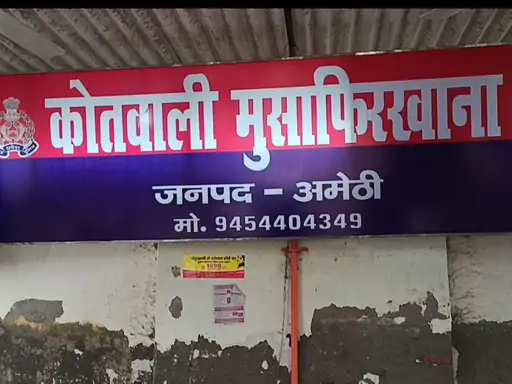 कोतवाली मुसाफिरखाना
जनपद - अमेठी
मो. 9454404349